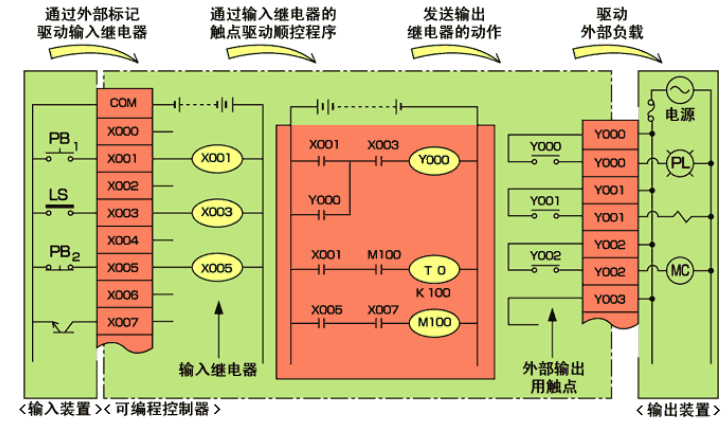 通过外部标记
驱动输入继电器
通过输入继电器的
触点驱动顺控程序
发送输出
继电器的动作
驱动
外部负载
COM
X000
PB1
X001
X002
LS
X003
X004
PB2
X005
X006
X007
X001
X003
X005
输入继电器
X001
X003
Y000
Y000
X001
M100
T 0
K 100
X005
X007
M100
Y000
Y001
Y002
外部输出
用触点
Y000
Y000
Y001
Y001
Y002
Y002
Y003
电源
PL
MC
<输入装置>
<可编程控制器>
<输出装置>